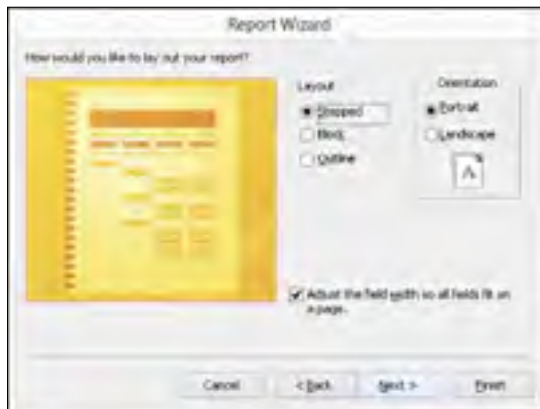 Report Wizard
How would you like to lay out your report?
Layout
Stepped
Block
Outline
Orientation
Portrait
Landscape
A
Adjust the field width so all fields fit on
a page.
Cancel
< Back
Next >
Finish